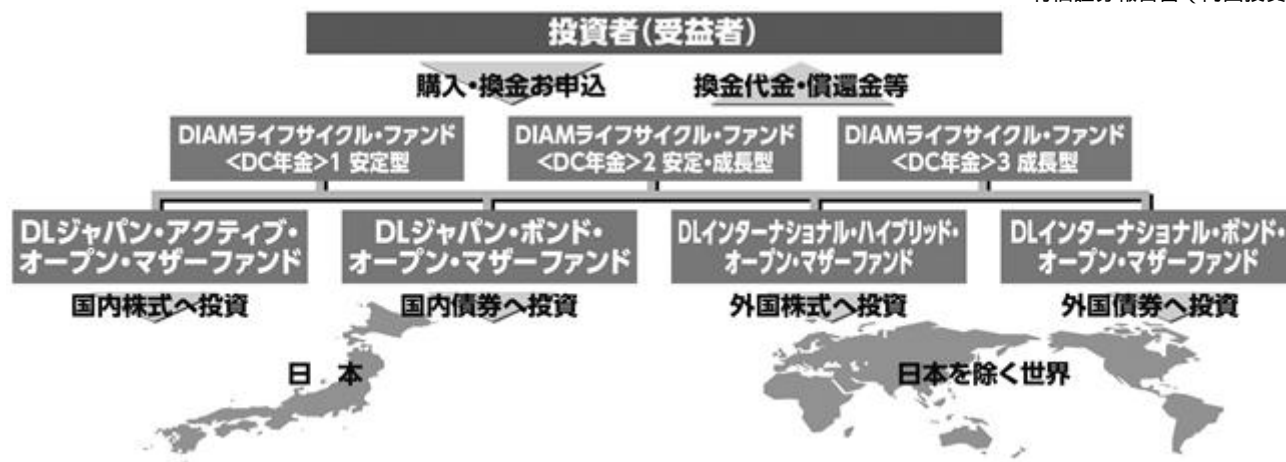 投資者(受益者)
購入・換金お申込
換金代金・償還金等
DIAMライフサイクル・ファンド
<DC年金>1 安定型
DIAMライフサイクル・ファンド
<DC年金>2 安定・成長型
DIAMライフサイクル・ファンド
<DC年金>3 成長型
DLジャパン・アクティブ・
オープン・マザーファンド
DLジャパン・ボンド・
オープン・マザーファンド
DLインターナショナル・ハイブリッド・
オープン・マザーファンド
DLインターナショナル・ボンド・
オープン・マザーファンド
国内株式へ投資
国内債券へ投資
外国株式へ投資
外国債券へ投資
日 本
日本を除く世界